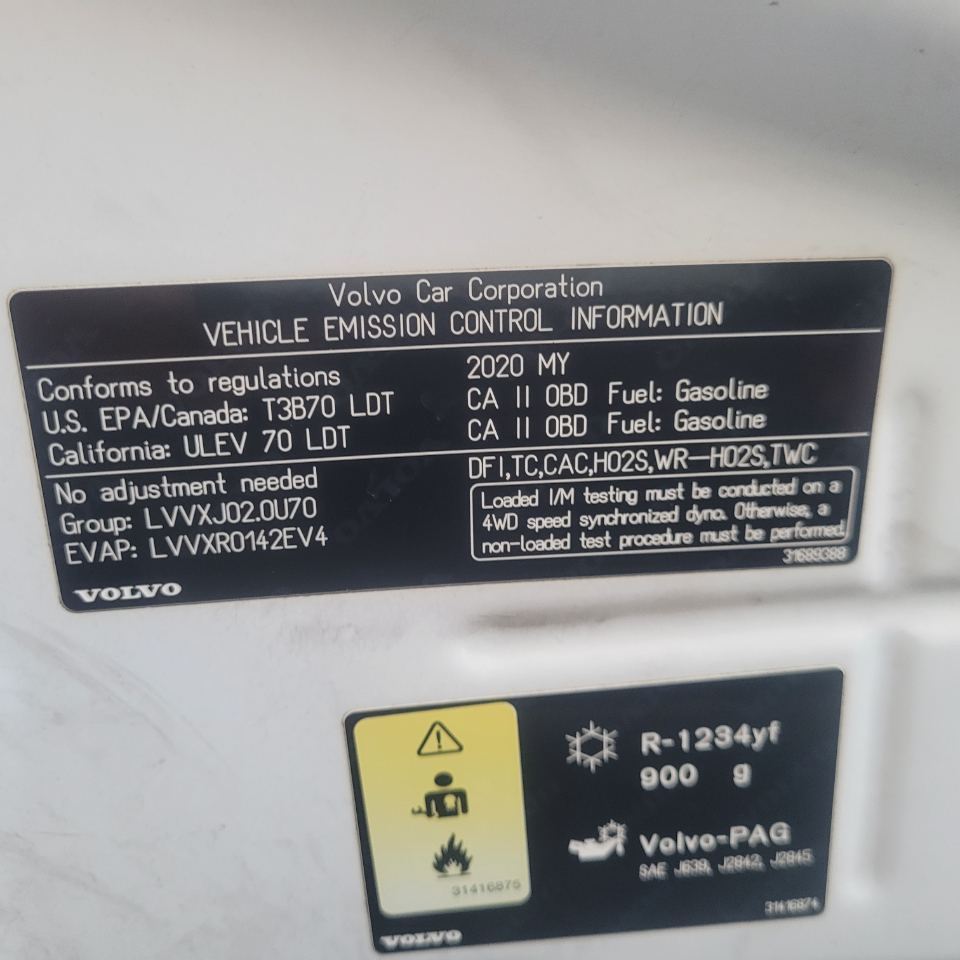 Volvo Car Corporation
VEHICLE EMISSION CONTROL INFORMATION
Conforms to regulations
U.S. EPA/Canada: T3B70 LDT
California: ULEV 70 LDT
2020 MY
CA II OBD Fuel: Gasoline
CA II OBD Fuel: Gasoline
No adjustment needed
Group: LVVXJ02.0U70
EVAP: LVVXR0142EV4
DFI,TC,CAC,HO2S,WR-HO2S,TWC
Loaded I/M testing must be conducted on a
4WD speed synchronized dyno. Otherwise, a
non-loaded test procedure must be performed
31689388
VOLVO
R-1234yf
900 g
Volvo-PAG
SAE J639, J2842, J2845
31416875
31416874
VOLVO